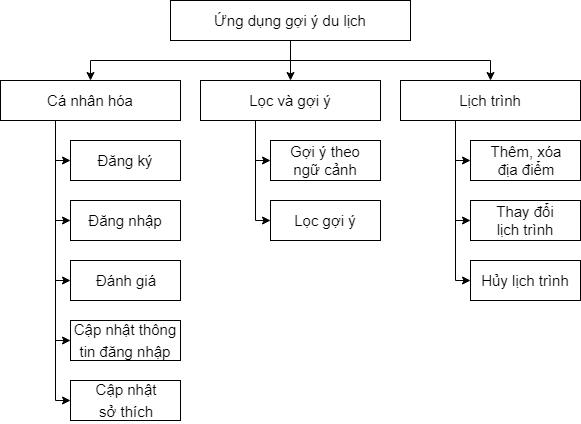 Ứng dụng gợi ý du lịch
Cá nhân hóa
Lọc và gợi ý
Lịch trình
Đăng ký
Đăng nhập
Đánh giá
Cập nhật thông
tin đăng nhập
Cập nhật
sở thích
Gợi ý theo
ngữ cảnh
Lọc gợi ý
Thêm, xóa
địa điểm
Thay đổi
lịch trình
Hủy lịch trình